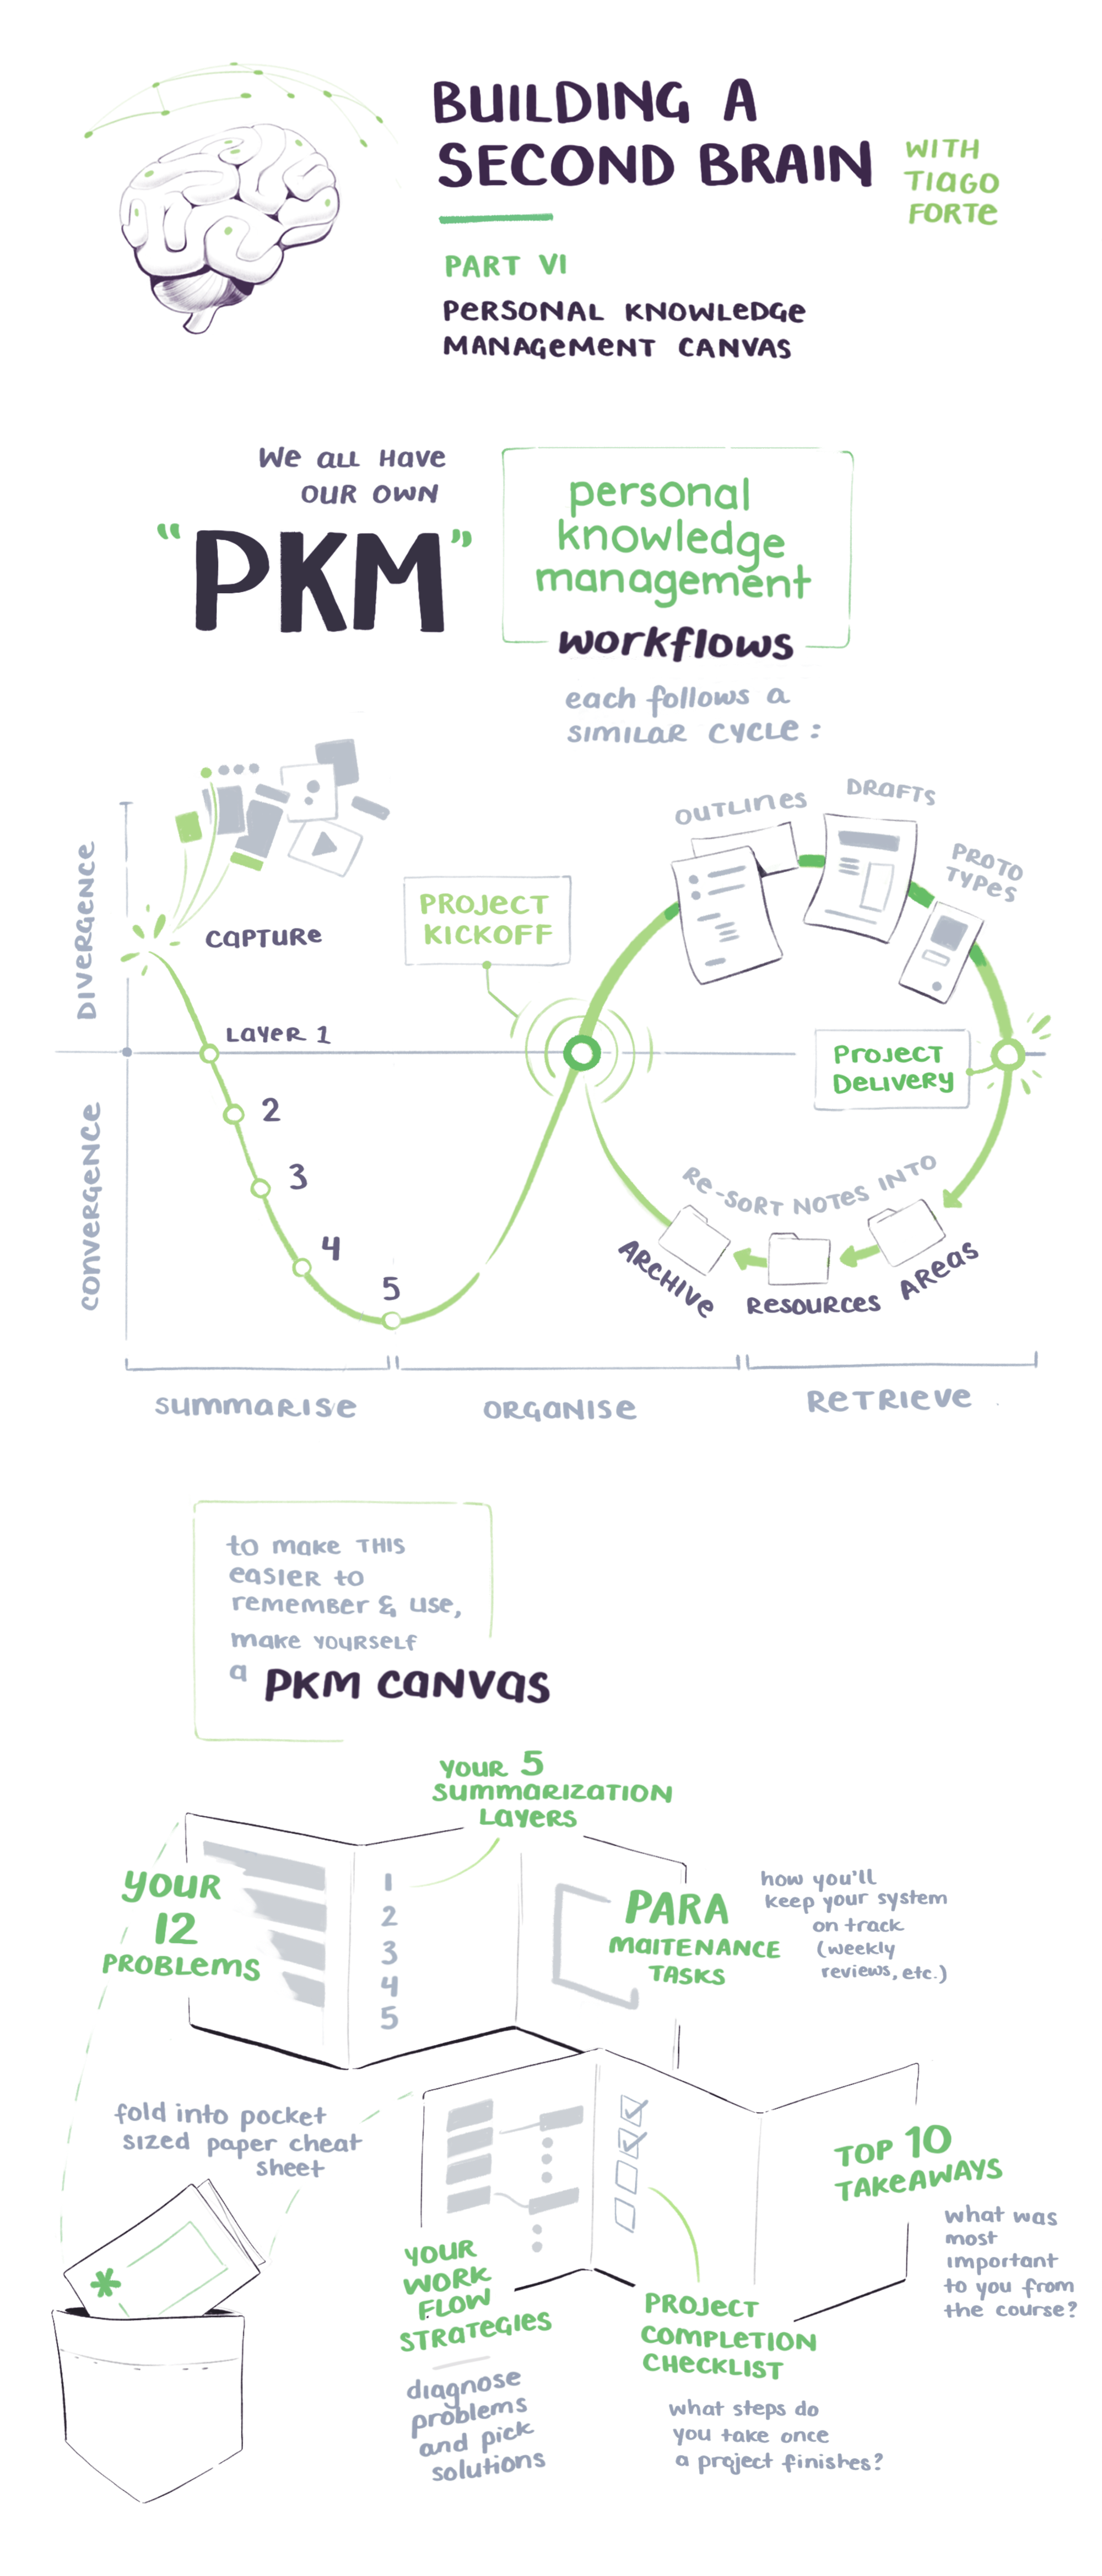 BUILDING A
SECOND BRAIN
WITH
TIAGO
FORTE
PART VI
PERSONAL KNOWLEDGE
MANAGEMENT CANVAS
We all Have
OUR OWN
"PKM"
personal
knowledge
management
workflows
each follows a
SIMILAR CYCLE:
DIVERGENCE
CONVERGENCE
CAPTURE
LAYER 1
2
3
4
5
PROJECT
KICKOFF
OUTLINES
DRAFTS
PROTO
TYPES
PROJECT
DELIVERY
RE-SORT NOTES INTO
AREAS
RESOURCES
ARCHIVE
SUMMARISE
ORGANISE
RETRIEVE
to make THIS
easier to
remember & use,
make yourself
a PKM CANVAS
YOUR 5
SUMMARIZATION
LAYERS
YOUR
12
PROBLEMS
1
2
3
4
5
PARA
MAITENANCE
TASKS
how you'll
keep your system
on track
(weekly
reviews, etc.)
fold into pocket
sized paper cheat
sheet
YOUR
WORK
FLOW
STRATEGIES
diagnose
problems
and pick
solutions
PROJECT
COMPLETION
CHECKLIST
what steps do
you take once
a project finishes?
TOP 10
TAKEAWAYS
what was
most
important
to you from
the course?